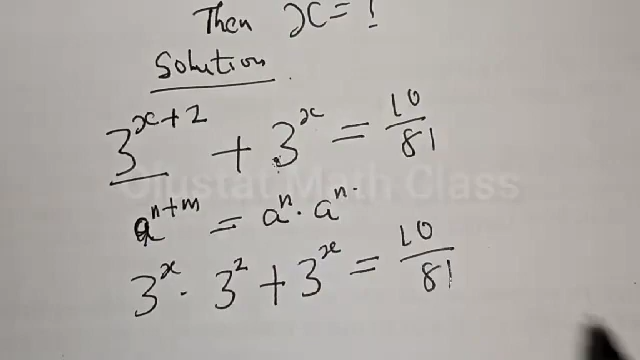 Then x = !
Solution.
3^{x+2} + 3^x = 10/81
a^{n+m} = a^n · a^n·
3^x · 3^2 + 3^x = 10/81
Ojustat Math Class